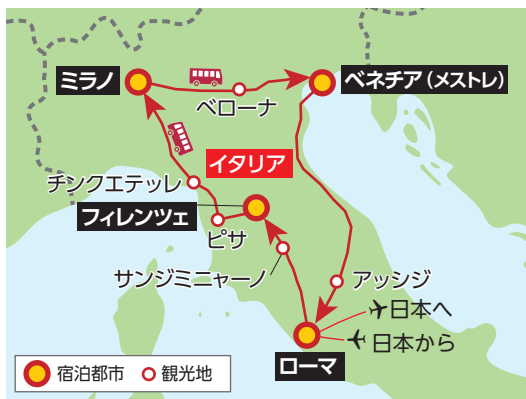 ミラノ
ベネチア（メストレ）
ベローナ
イタリア
チンクエテッレ
フィレンツェ
ピサ
サンジミニャーノ
アッシジ
日本へ
日本から
ローマ
宿泊都市 観光地